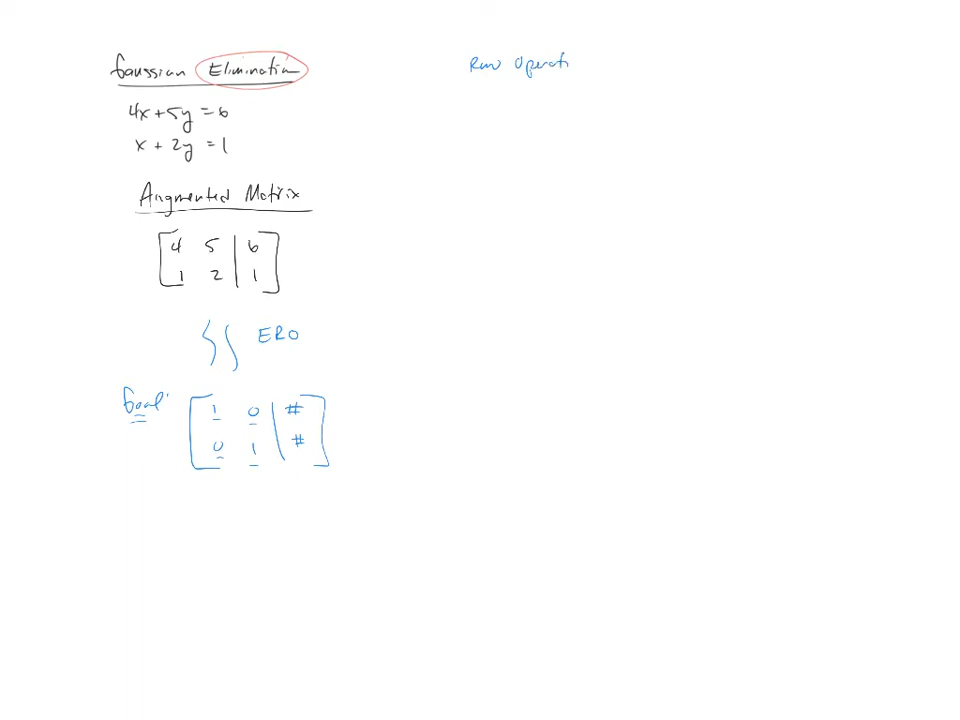 Gaussian Elimination
4x + 5y = 6
x + 2y = 1
Augmented Matrix
4 5 | 6
1 2 | 1
ERO
Goal:
1 0 | #
0 1 | #
Row Operati